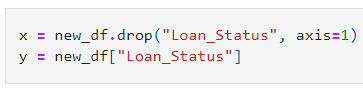 x = new_df.drop("Loan_Status", axis=1)
y = new_df["Loan_Status"]